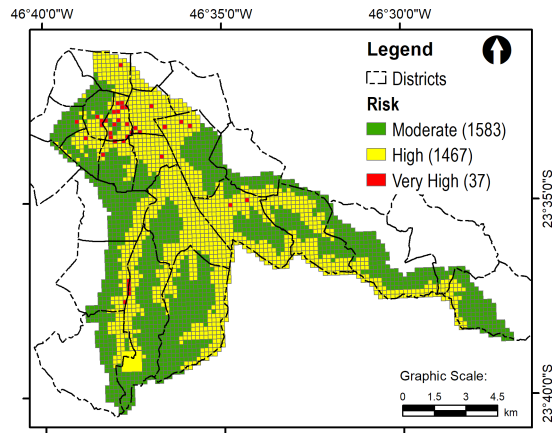 46°40'0"W 46°35'0"W 46°30'0"W
Legend
Districts
Risk
Moderate (1583)
High (1467)
Very High (37)
23°35'0"S
23°40'0"S
Graphic Scale:
0 1.5 3 4.5
km